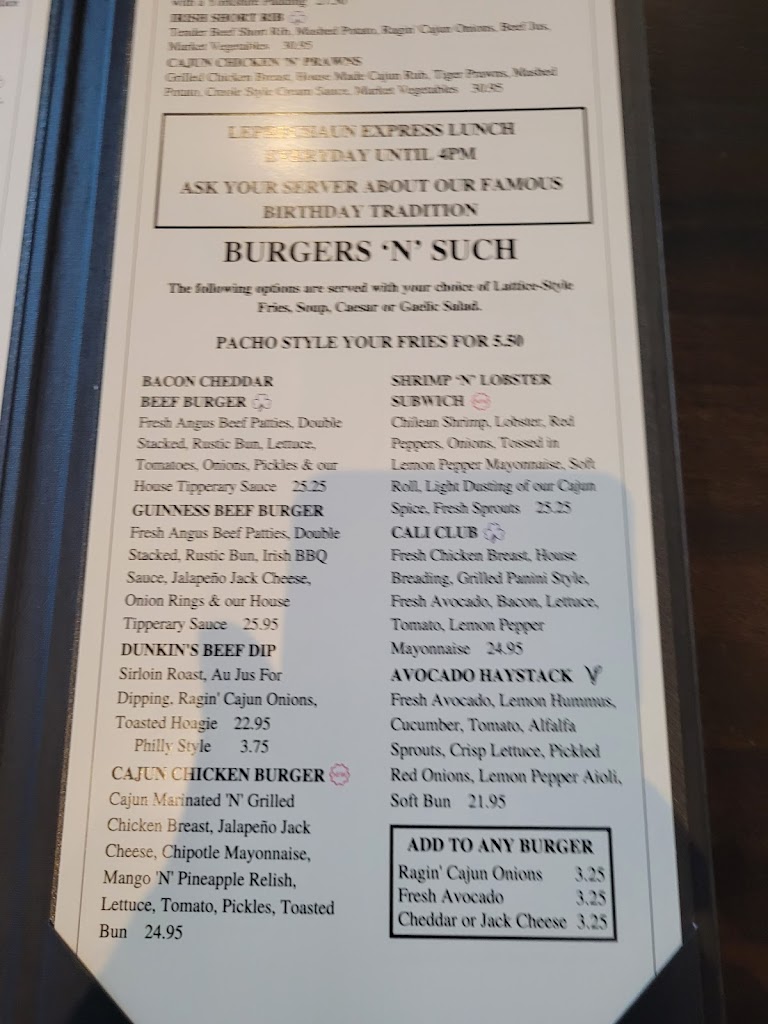 with a Yorkshire Pudding 27.50
IRISH SHORT RIB
Tender Beef Short Rib, Mashed Potato, Ragin' Cajun Onions, Beef Jus,
Market Vegetables 30.95
CAJUN CHICKEN 'N' PRAWNS
Grilled Chicken Breast, House Made Cajun Rub, Tiger Prawns, Mashed
Potato, Creole Style Cream Sauce, Market Vegetables 30.95
LEPRECHAUN EXPRESS LUNCH
EVERYDAY UNTIL 4PM
ASK YOUR SERVER ABOUT OUR FAMOUS
BIRTHDAY TRADITION
BURGERS 'N' SUCH
The following options are served with your choice of Lattice-Style
Fries, Soup, Caesar or Gaelic Salad.
PACHO STYLE YOUR FRIES FOR 5.50
BACON CHEDDAR
BEEF BURGER
Fresh Angus Beef Patties, Double
Stacked, Rustic Bun, Lettuce,
Tomatoes, Onions, Pickles & our
House Tipperary Sauce 25.25
GUINNESS BEEF BURGER
Fresh Angus Beef Patties, Double
Stacked, Rustic Bun, Irish BBQ
Sauce, Jalapeño Jack Cheese,
Onion Rings & our House
Tipperary Sauce 25.95
DUNKIN'S BEEF DIP
Sirloin Roast, Au Jus For
Dipping, Ragin' Cajun Onions,
Toasted Hoagie 22.95
Philly Style 3.75
CAJUN CHICKEN BURGER
Cajun Marinated 'N' Grilled
Chicken Breast, Jalapeño Jack
Cheese, Chipotle Mayonnaise,
Mango 'N' Pineapple Relish,
Lettuce, Tomato, Pickles, Toasted
Bun 24.95
SHRIMP 'N' LOBSTER
SUBWICH
Chilean Shrimp, Lobster, Red
Peppers, Onions, Tossed in
Lemon Pepper Mayonnaise, Soft
Roll, Light Dusting of our Cajun
Spice, Fresh Sprouts 25.25
CALI CLUB
Fresh Chicken Breast, House
Breading, Grilled Panini Style,
Fresh Avocado, Bacon, Lettuce,
Tomato, Lemon Pepper
Mayonnaise 24.95
AVOCADO HAYSTACK
Fresh Avocado, Lemon Hummus,
Cucumber, Tomato, Alfalfa
Sprouts, Crisp Lettuce, Pickled
Red Onions, Lemon Pepper Aioli,
Soft Bun 21.95
ADD TO ANY BURGER
Ragin' Cajun Onions 3.25
Fresh Avocado 3.25
Cheddar or Jack Cheese 3.25